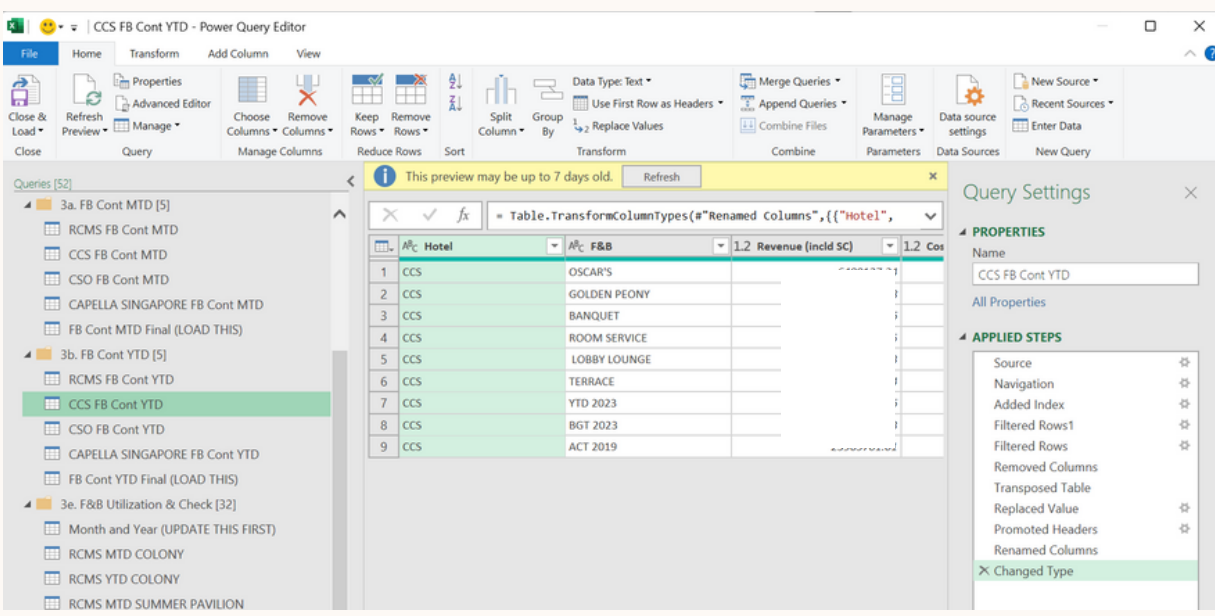 CCS FB Cont YTD - Power Query Editor
File Home Transform Add Column View
Close & Load
Close
Refresh Preview
Properties
Advanced Editor
Manage
Query
Choose Columns
Remove Columns
Manage Columns
Keep Rows
Remove Rows
Reduce Rows
Sort
Split Column
Group By
Data Type: Text
Use First Row as Headers
Replace Values
Transform
Merge Queries
Append Queries
Combine Files
Combine
Manage Parameters
Parameters
Data source settings
Data Sources
New Source
Recent Sources
Enter Data
New Query
Queries [52]
3a. FB Cont MTD [5]
RCMS FB Cont MTD
CCS FB Cont MTD
CSO FB Cont MTD
CAPELLA SINGAPORE FB Cont MTD
FB Cont MTD Final (LOAD THIS)
3b. FB Cont YTD [5]
RCMS FB Cont YTD
CCS FB Cont YTD
CSO FB Cont YTD
CAPELLA SINGAPORE FB Cont YTD
FB Cont YTD Final (LOAD THIS)
3e. F&B Utilization & Check [32]
Month and Year (UPDATE THIS FIRST)
RCMS MTD COLONY
RCMS YTD COLONY
RCMS MTD SUMMER PAVILION
This preview may be up to 7 days old. Refresh
fx = Table.TransformColumnTypes(#"Renamed Columns",{{"Hotel",
ABC Hotel ABC F&B 1.2 Revenue (incld SC) 1.2 Cos
1 CCS OSCAR'S
2 CCS GOLDEN PEONY
3 CCS BANQUET
4 CCS ROOM SERVICE
5 CCS LOBBY LOUNGE
6 CCS TERRACE
7 CCS YTD 2023
8 CCS BGT 2023
9 CCS ACT 2019
Query Settings
PROPERTIES
Name
CCS FB Cont YTD
All Properties
APPLIED STEPS
Source
Navigation
Added Index
Filtered Rows1
Filtered Rows
Removed Columns
Transposed Table
Replaced Value
Promoted Headers
Renamed Columns
Changed Type